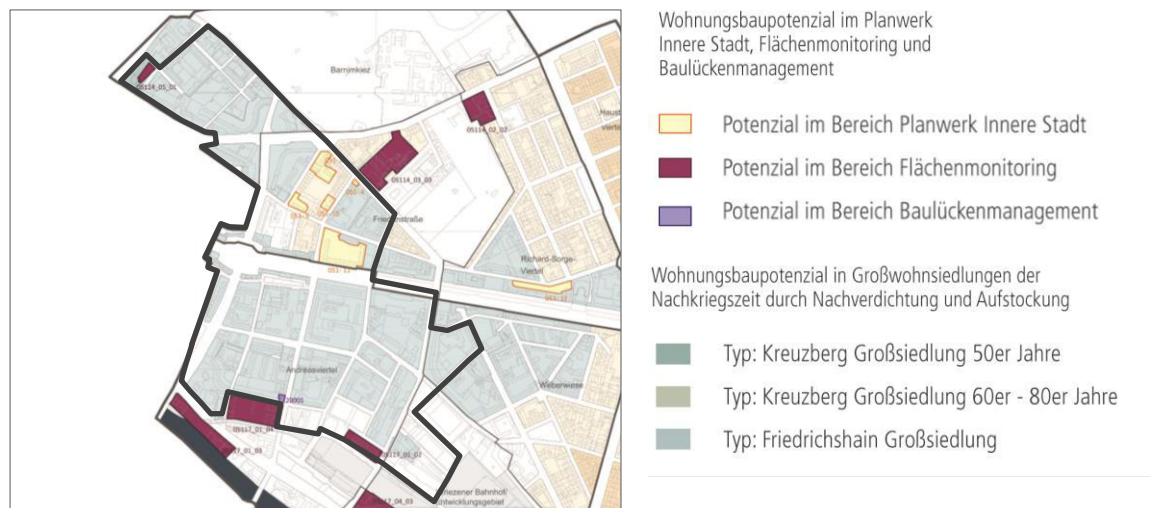 Barnimkiez
05114_02_02
05114_03_03
Friedenstraße
Richard-Sorge-
Viertel
Andreasviertel
Weberwiese
05117_01_04
Wohnungsbaupotenzial im Planwerk
Innere Stadt, Flächenmonitoring und
Baulückenmanagement
Potenzial im Bereich Planwerk Innere Stadt
Potenzial im Bereich Flächenmonitoring
Potenzial im Bereich Baulückenmanagement
Wohnungsbaupotenzial in Großwohnsiedlungen der
Nachkriegszeit durch Nachverdichtung und Aufstockung
Typ: Kreuzberg Großsiedlung 50er Jahre
Typ: Kreuzberg Großsiedlung 60er - 80er Jahre
Typ: Friedrichshain Großsiedlung